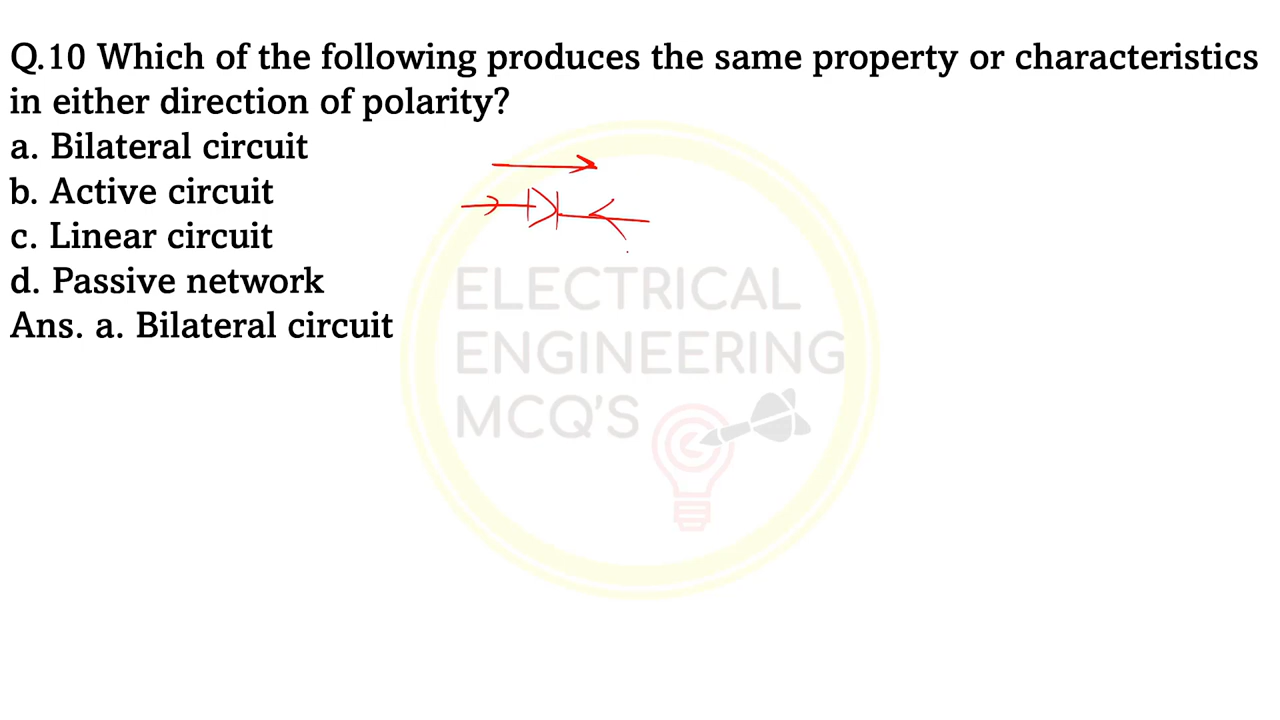 Q.10 Which of the following produces the same property or characteristics
in either direction of polarity?
a. Bilateral circuit
b. Active circuit
c. Linear circuit
d. Passive network
Ans. a. Bilateral circuit
ELECTRICAL
ENGINEERING
MCQ'S